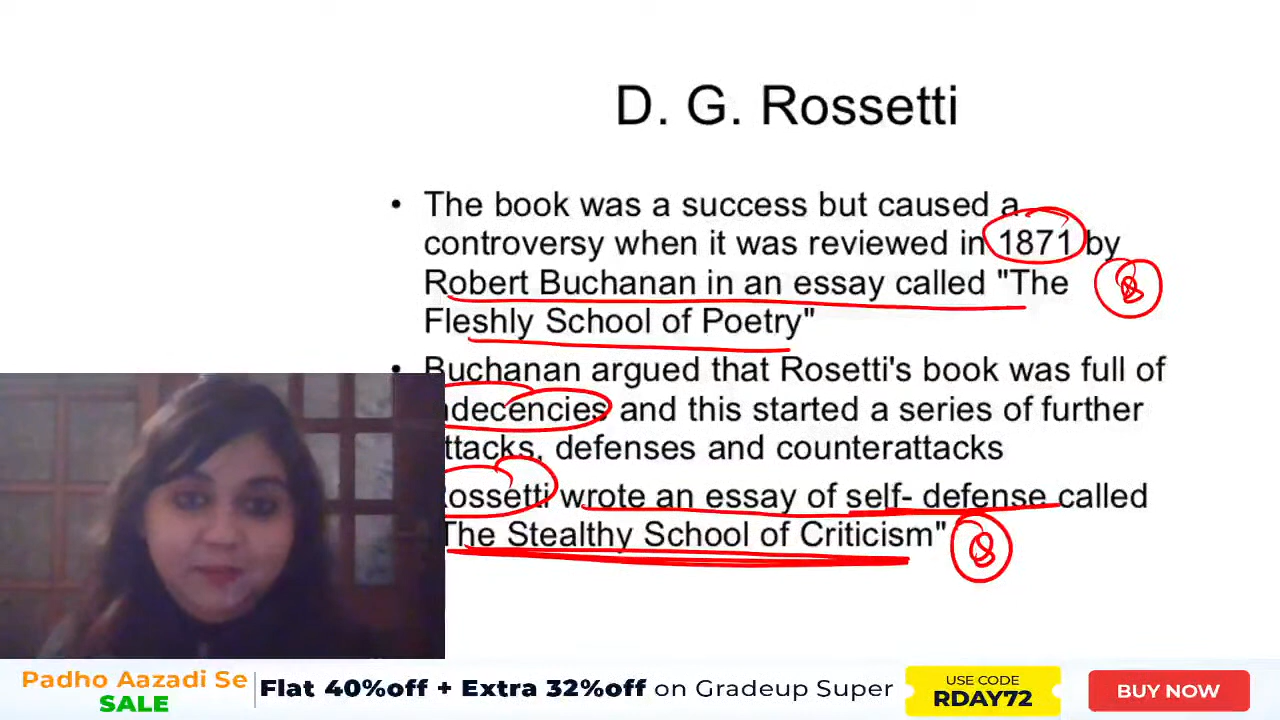 D. G. Rossetti
• The book was a success but caused a
controversy when it was reviewed in 1871 by
Robert Buchanan in an essay called "The
Fleshly School of Poetry"
• Buchanan argued that Rosetti's book was full of
ndecencies and this started a series of further
ttacks, defenses and counterattacks
Rossetti wrote an essay of self- defense called
The Stealthy School of Criticism"
Padho Aazadi Se
SALE
Flat 40%off + Extra 32%off on Gradeup Super
USE CODE
RDAY72
BUY NOW